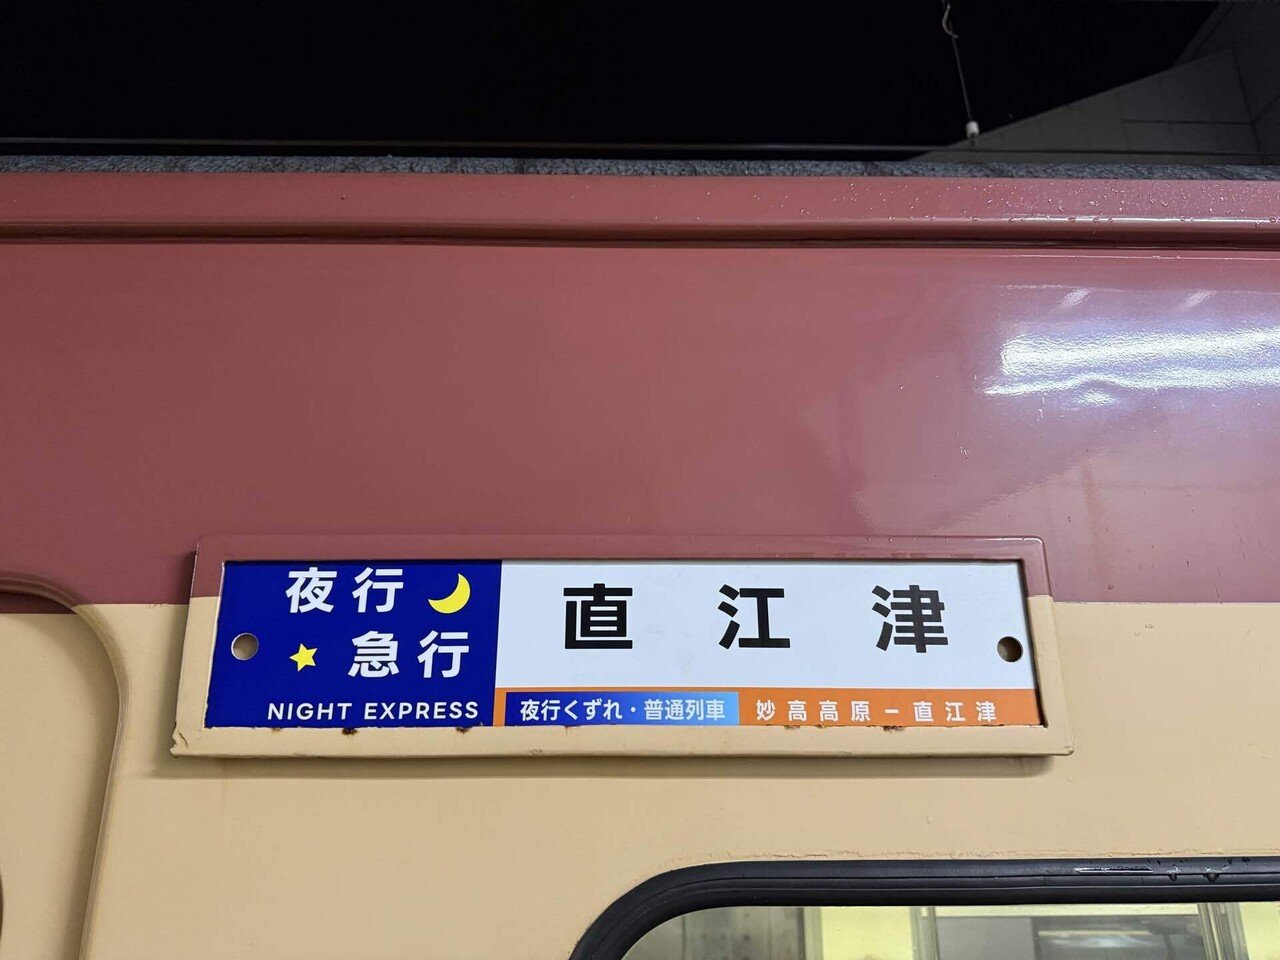 夜行
急行
NIGHT EXPRESS
直江津
夜行くずれ・普通列車
妙高高原－直江津